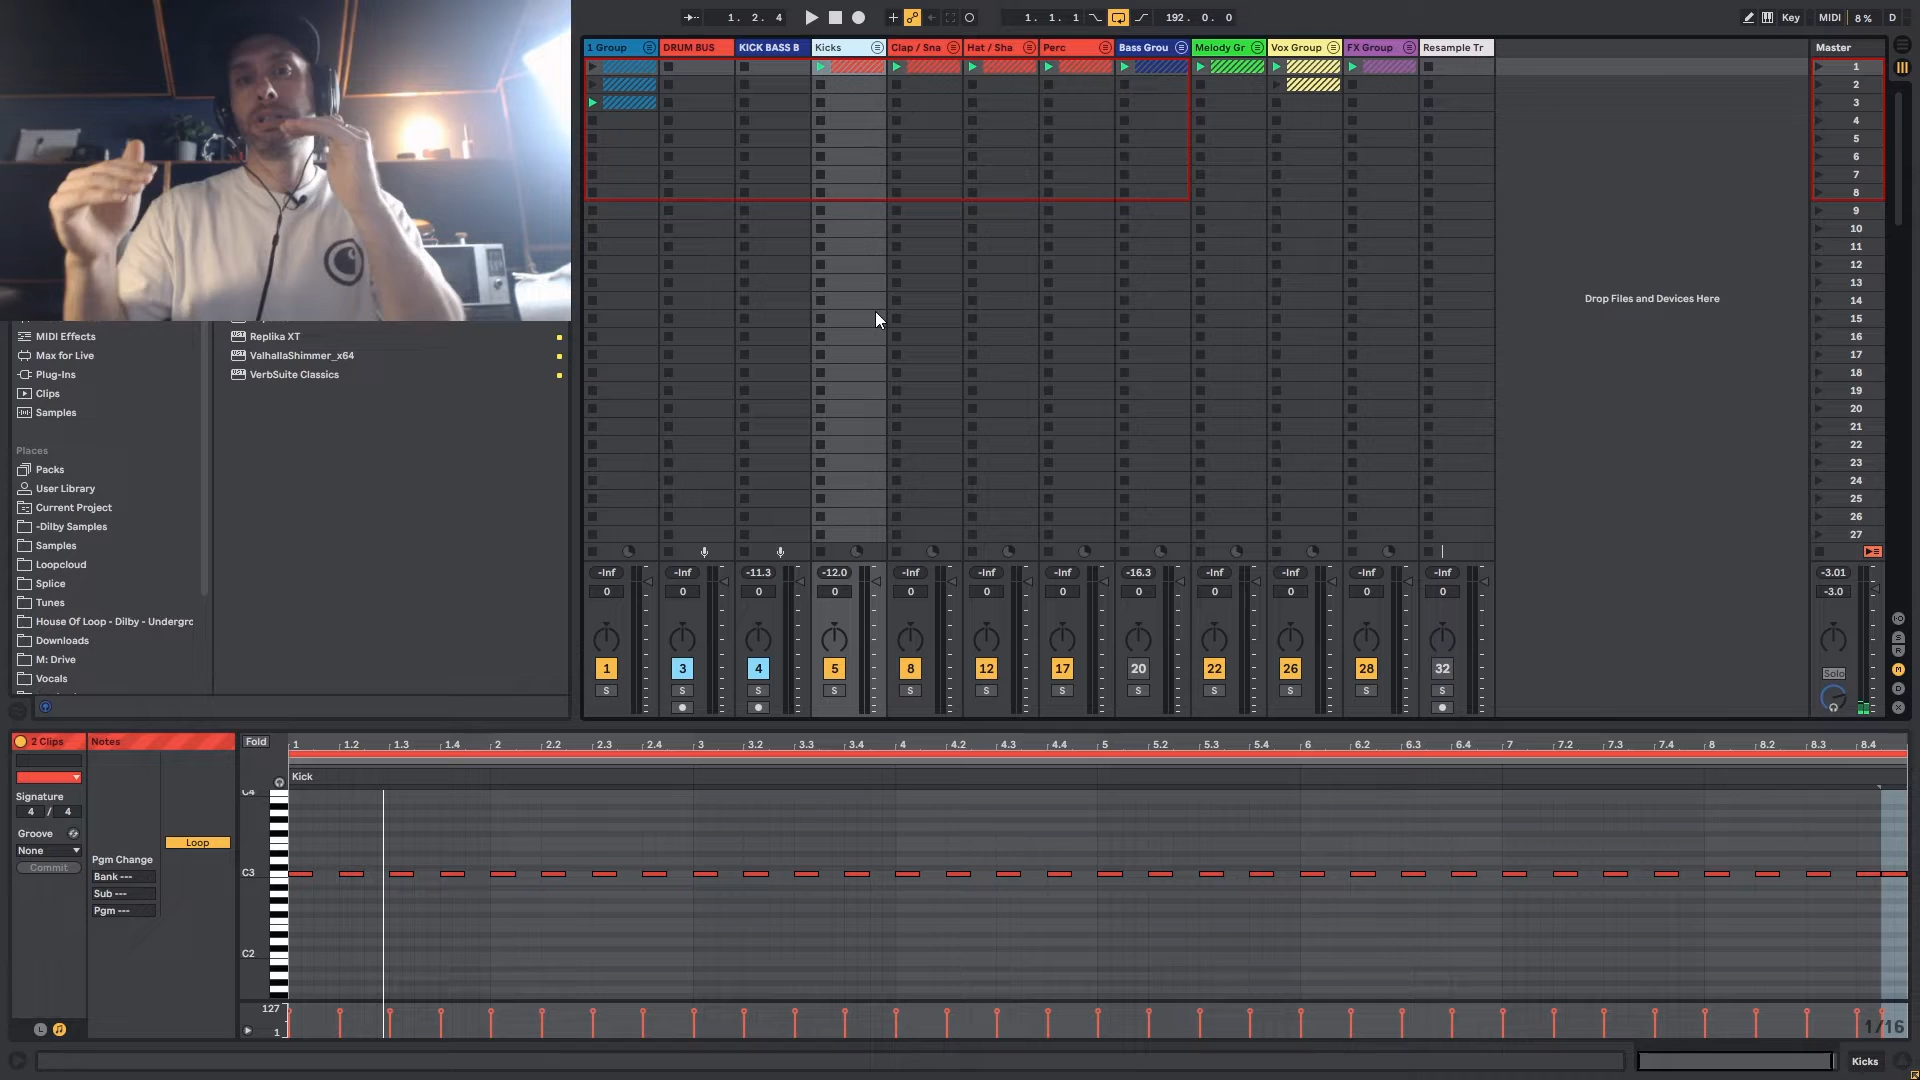 1. 2. 4
1. 1. 1
192. 0. 0
Key
MIDI
8 %
D
1 Group
DRUM BUS
KICK BASS B
Kicks
Clap / Sna
Hat / Sha
Perc
Bass Grou
Melody Gr
Vox Group
FX Group
Resample Tr
Master
1
2
3
4
5
6
7
8
9
10
11
12
13
14
15
16
17
18
19
20
21
22
23
24
25
26
27
Drop Files and Devices Here
MIDI Effects
Max for Live
Plug-Ins
Clips
Samples
Places
Packs
User Library
Current Project
-Dilby Samples
Samples
Loopcloud
Splice
Tunes
House Of Loop - Dilby - Undergrc
Downloads
M: Drive
Vocals
Replika XT
ValhallaShimmer_x64
VerbSuite Classics
-Inf -Inf -11.3 -12.0 -Inf -Inf -Inf -16.3 -Inf -Inf -Inf -Inf -3.01
0 0 0 0 0 0 0 0 0 0 0 0 -3.0
1 3 4 5 8 12 17 20 22 26 28 32 Solo
S S S S S S S S S S S S
2 Clips
Notes
Signature
4 / 4
Groove
None
Commit
Pgm Change
Bank ---
Sub ---
Pgm ---
Loop
Fold
1 1.2 1.3 1.4 2 2.2 2.3 2.4 3 3.2 3.3 3.4 4 4.2 4.3 4.4 5 5.2 5.3 5.4 6 6.2 6.3 6.4 7 7.2 7.3 7.4 8 8.2 8.3 8.4
Kick
C4
C3
C2
127
1
1/16
Kicks